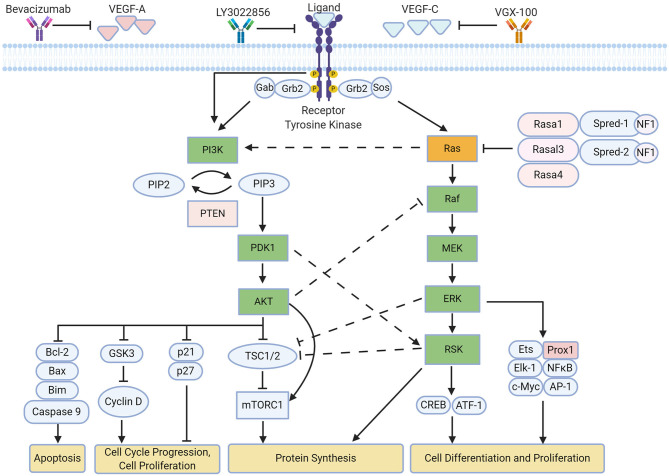 Bevacizumab
VEGF-A
LY3022856
Ligand
VEGF-C
VGX-100
P
P
P
P
Gab
Grb2
Grb2
Sos
Receptor
Tyrosine Kinase
PI3K
Ras
Rasa1
Rasal3
Rasa4
Spred-1
NF1
Spred-2
NF1
PIP2
PIP3
PTEN
Raf
PDK1
MEK
AKT
ERK
Bcl-2
Bax
Bim
Caspase 9
GSK3
Cyclin D
p21
p27
TSC1/2
mTORC1
RSK
CREB
ATF-1
Ets
Prox1
Elk-1
NFκB
c-Myc
AP-1
Apoptosis
Cell Cycle Progression,
Cell Proliferation
Protein Synthesis
Cell Differentiation and Proliferation